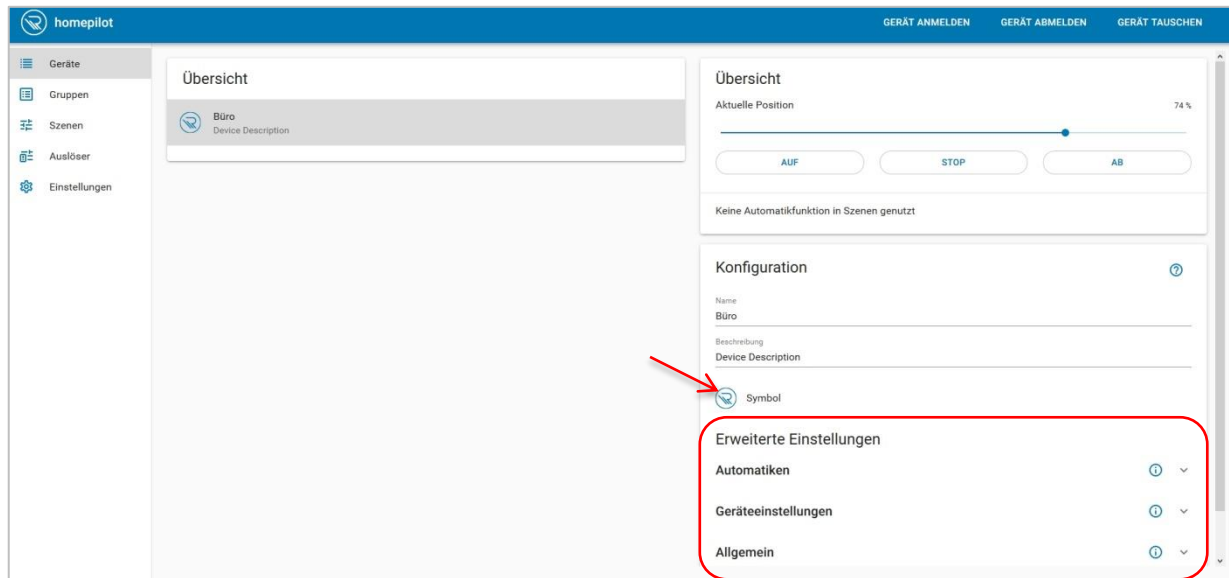 homepilot
GERÄT ANMELDEN GERÄT ABMELDEN GERÄT TAUSCHEN
Geräte
Gruppen
Szenen
Auslöser
Einstellungen
Übersicht
Büro
Device Description
Übersicht
Aktuelle Position 74 %
AUF STOP AB
Keine Automatikfunktion in Szenen genutzt
Konfiguration
Name
Büro
Beschreibung
Device Description
Symbol
Erweiterte Einstellungen
Automatiken
Geräteeinstellungen
Allgemein